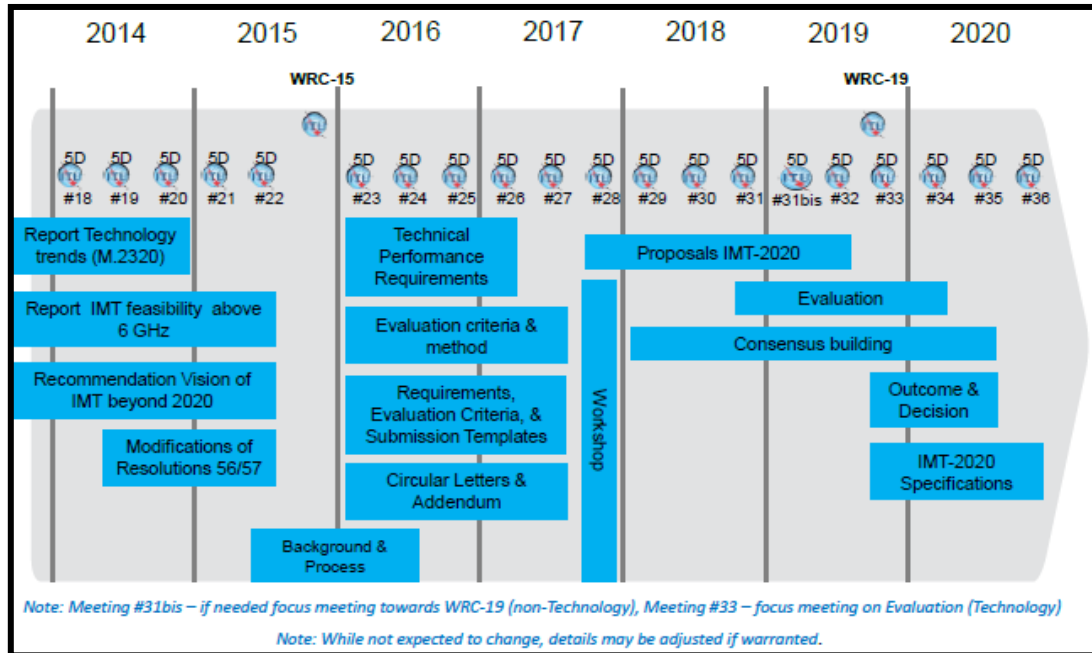 2014 2015 2016 2017 2018 2019 2020
WRC-15 WRC-19
5D 5D 5D 5D 5D 5D 5D 5D 5D 5D 5D 5D 5D 5D 5D 5D 5D 5D 5D 5D
#18 #19 #20 #21 #22 #23 #24 #25 #26 #27 #28 #29 #30 #31 #31bis #32 #33 #34 #35 #36
Report Technology
trends (M.2320)
Technical
Performance
Requirements
Proposals IMT-2020
Report IMT feasibility above
6 GHz
Evaluation criteria &
method
Evaluation
Consensus building
Recommendation Vision of
IMT beyond 2020
Requirements,
Evaluation Criteria, &
Submission Templates
Workshop
Outcome &
Decision
Modifications of
Resolutions 56/57
Circular Letters &
Addendum
IMT-2020
Specifications
Background &
Process
Note: Meeting #31bis – if needed focus meeting towards WRC-19 (non-Technology), Meeting #33 – focus meeting on Evaluation (Technology)
Note: While not expected to change, details may be adjusted if warranted.